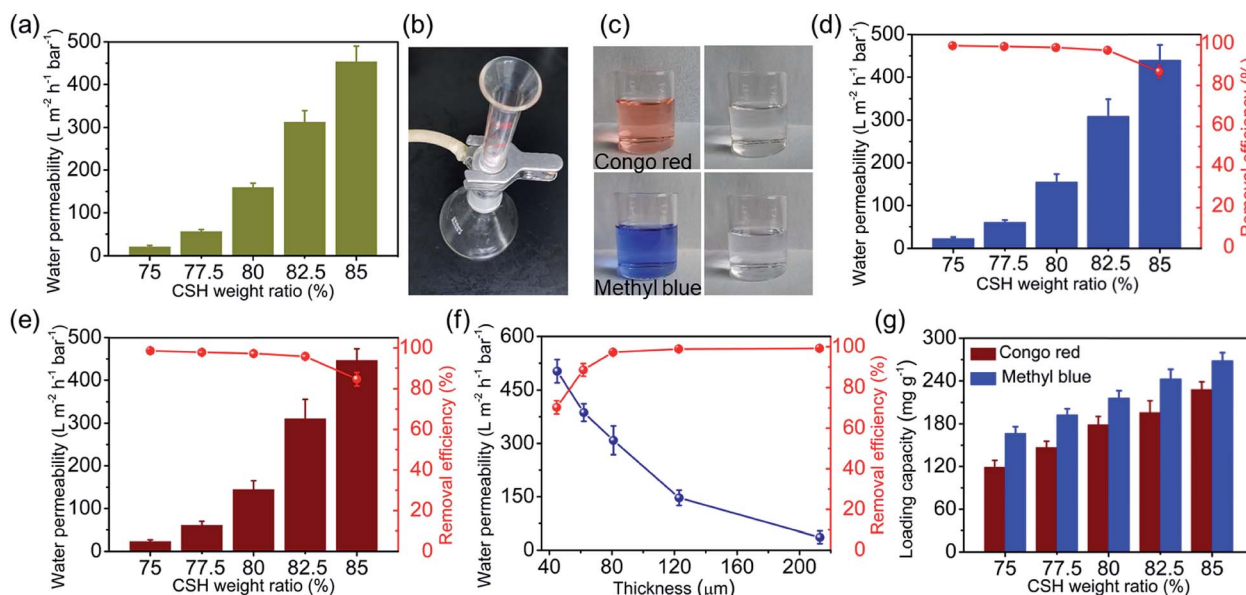 (a)
Water permeability (L m⁻² h⁻¹ bar⁻¹)
500
400
300
200
100
0
75 77.5 80 82.5 85
CSH weight ratio (%)
(b)
(c)
Congo red
Methyl blue
(d)
Water permeability (L m⁻² h⁻¹ bar⁻¹)
500
400
300
200
100
0
75 77.5 80 82.5 85
CSH weight ratio (%)
100
80
60
40
20
0
Removal efficiency (%)
(e)
Water permeability (L m⁻² h⁻¹ bar⁻¹)
500
400
300
200
100
0
75 77.5 80 82.5 85
CSH weight ratio (%)
100
80
60
40
20
0
Removal efficiency (%)
(f)
Water permeability (L m⁻² h⁻¹ bar⁻¹)
600
450
300
150
0
40 80 120 160 200
Thickness (μm)
100
80
60
40
20
0
Removal efficiency (%)
(g)
Loading capacity (mg g⁻¹)
300
240
180
120
60
0
Congo red
Methyl blue
75 77.5 80 82.5 85
CSH weight ratio (%)